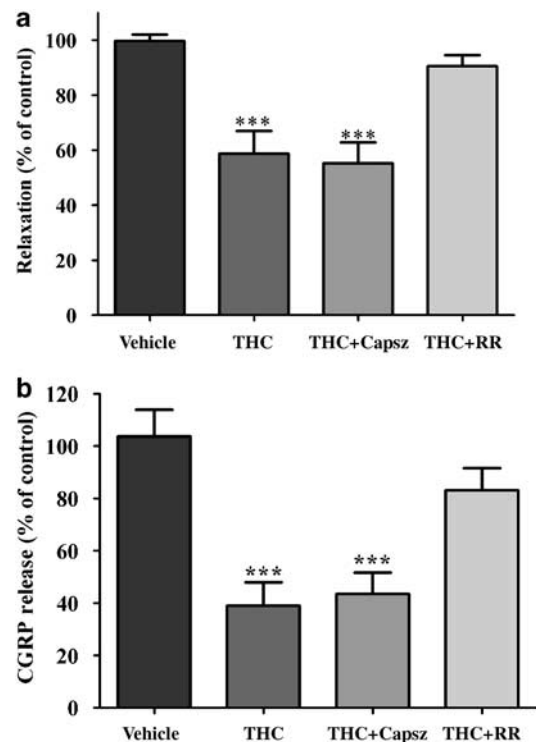 a
Relaxation (% of control)
100
80
60
40
20
0
***
***
Vehicle THC THC+Capsz THC+RR
b
CGRP release (% of control)
120
100
80
60
40
20
0
***
***
Vehicle THC THC+Capsz THC+RR